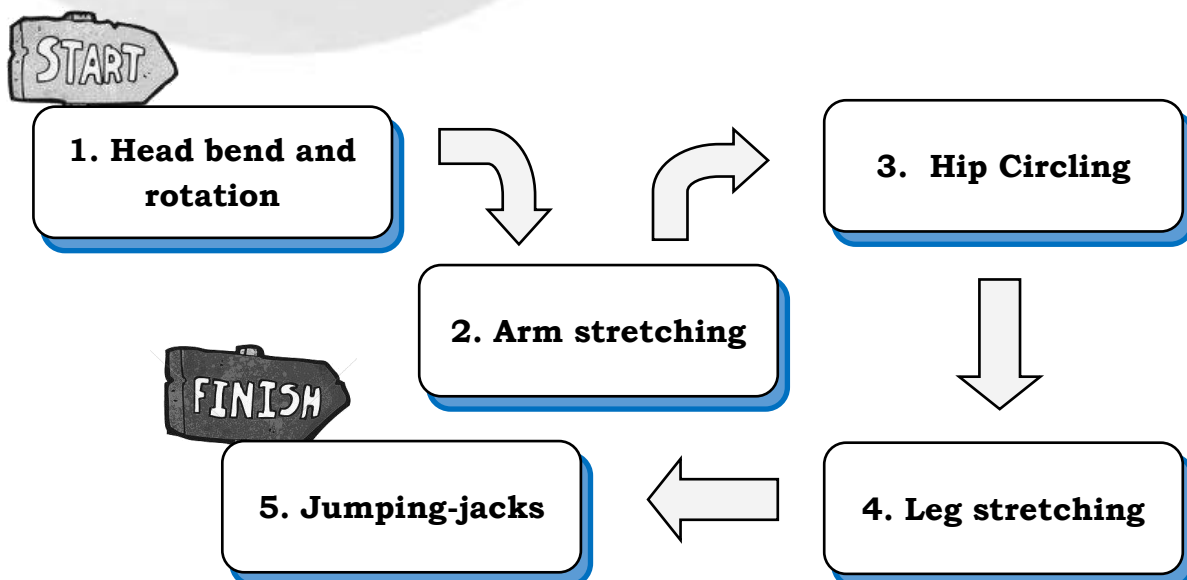 START
1. Head bend and
rotation
2. Arm stretching
3. Hip Circling
4. Leg stretching
FINISH
5. Jumping-jacks